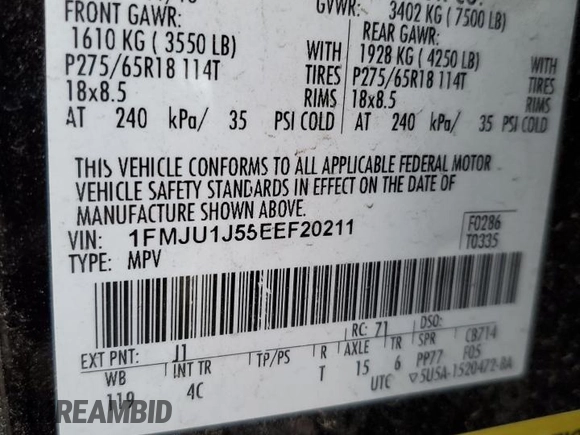 FRONT GAWR:
1610 KG ( 3550 LB)
P275/65R18 114T
18x8.5
AT 240 kPa/ 35
WITH
TIRES
RIMS
PSI COLD
GVWR: 3402 KG ( 7500 LB)
REAR GAWR:
1928 KG ( 4250 LB)
P275/65R18 114T
18x8.5
AT 240 kPa/ 35
WITH
TIRES
RIMS
PSI COLD
THIS VEHICLE CONFORMS TO ALL APPLICABLE FEDERAL MOTOR
VEHICLE SAFETY STANDARDS IN EFFECT ON THE DATE OF
MANUFACTURE SHOWN ABOVE.
VIN: 1FMJU1J55EEF20211
TYPE: MPV
F0286
T0335
EXT PNT: J1 RC: 71 DSO:
WB INT TR TP/PS R AXLE TR SPR CB714
119 4C T 15 6 PP77 F05
UTC ▽5U5A-1520472-BA
REAMBID